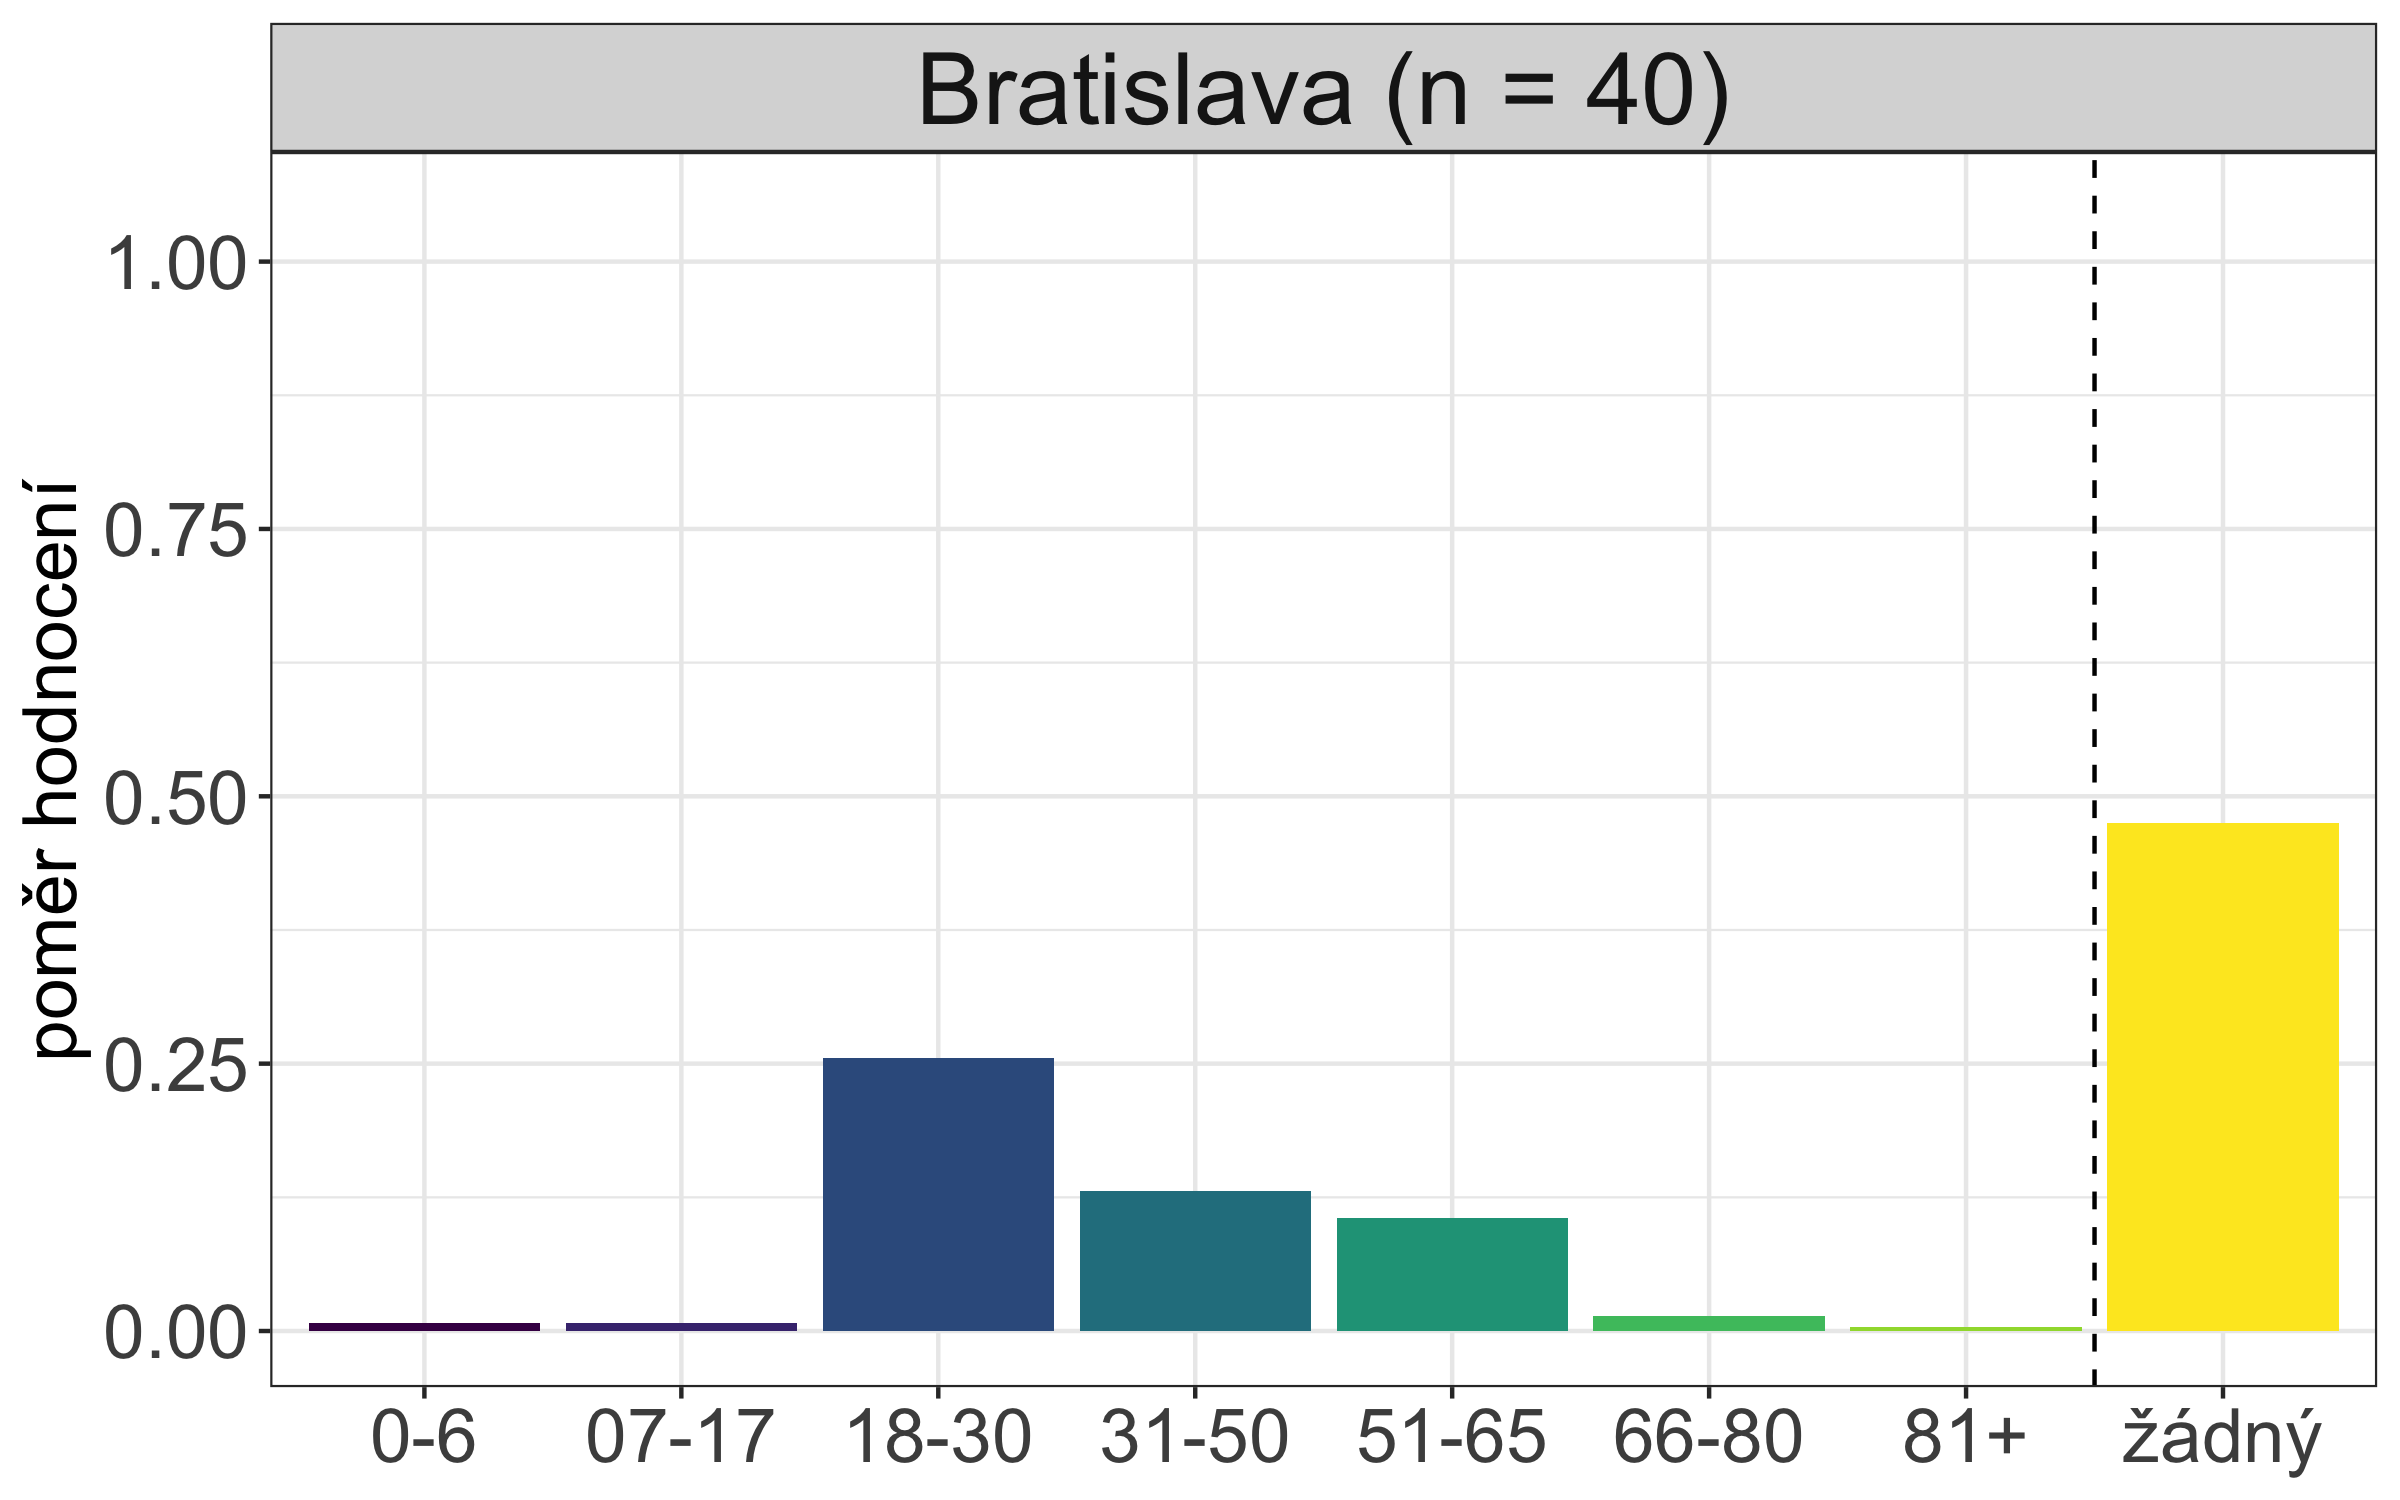 Bratislava (n = 40)
poměr hodnocení
1.00
0.75
0.50
0.25
0.00
0-6 07-17 18-30 31-50 51-65 66-80 81+ žádný